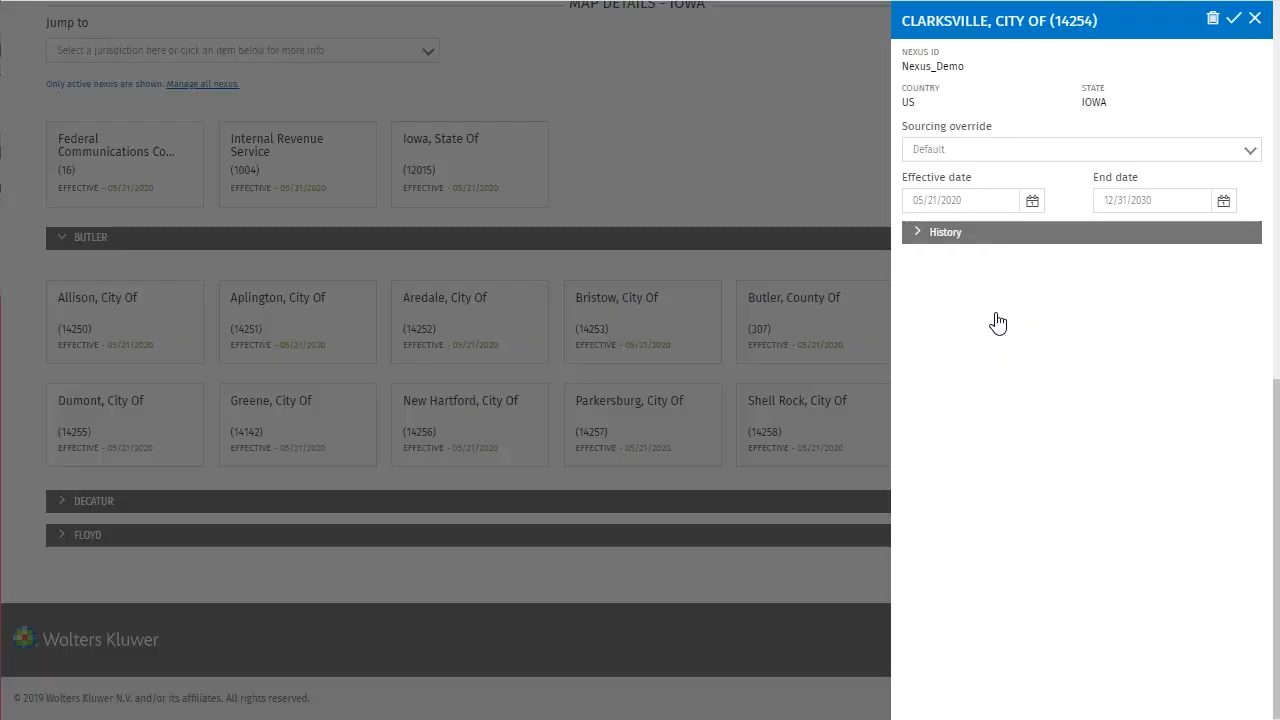 MAP DETAILS - IOWA
Jump to
Select a jurisdiction here or click an item below for more info
Only active nexus are shown. Manage all nexus.
Federal
Communications Co...
(16)
EFFECTIVE - 05/21/2020
Internal Revenue
Service
(1004)
EFFECTIVE - 05/21/2020
Iowa, State Of
(12015)
EFFECTIVE - 05/21/2020
BUTLER
Allison, City Of
(14250)
EFFECTIVE - 05/21/2020
Aplington, City Of
(14251)
EFFECTIVE - 05/21/2020
Aredale, City Of
(14252)
EFFECTIVE - 05/21/2020
Bristow, City Of
(14253)
EFFECTIVE - 05/21/2020
Butler, County Of
(307)
EFFECTIVE - 05/21/2020
Dumont, City Of
(14255)
EFFECTIVE - 05/21/2020
Greene, City Of
(14142)
EFFECTIVE - 05/21/2020
New Hartford, City Of
(14256)
EFFECTIVE - 05/21/2020
Parkersburg, City Of
(14257)
EFFECTIVE - 05/21/2020
Shell Rock, City Of
(14258)
EFFECTIVE - 05/21/2020
DECATUR
FLOYD
Wolters Kluwer
© 2019 Wolters Kluwer N.V. and/or its affiliates. All rights reserved.
CLARKSVILLE, CITY OF (14254)
NEXUS ID
Nexus_Demo
COUNTRY
US
STATE
IOWA
Sourcing override
Default
Effective date
05/21/2020
End date
12/31/2030
History